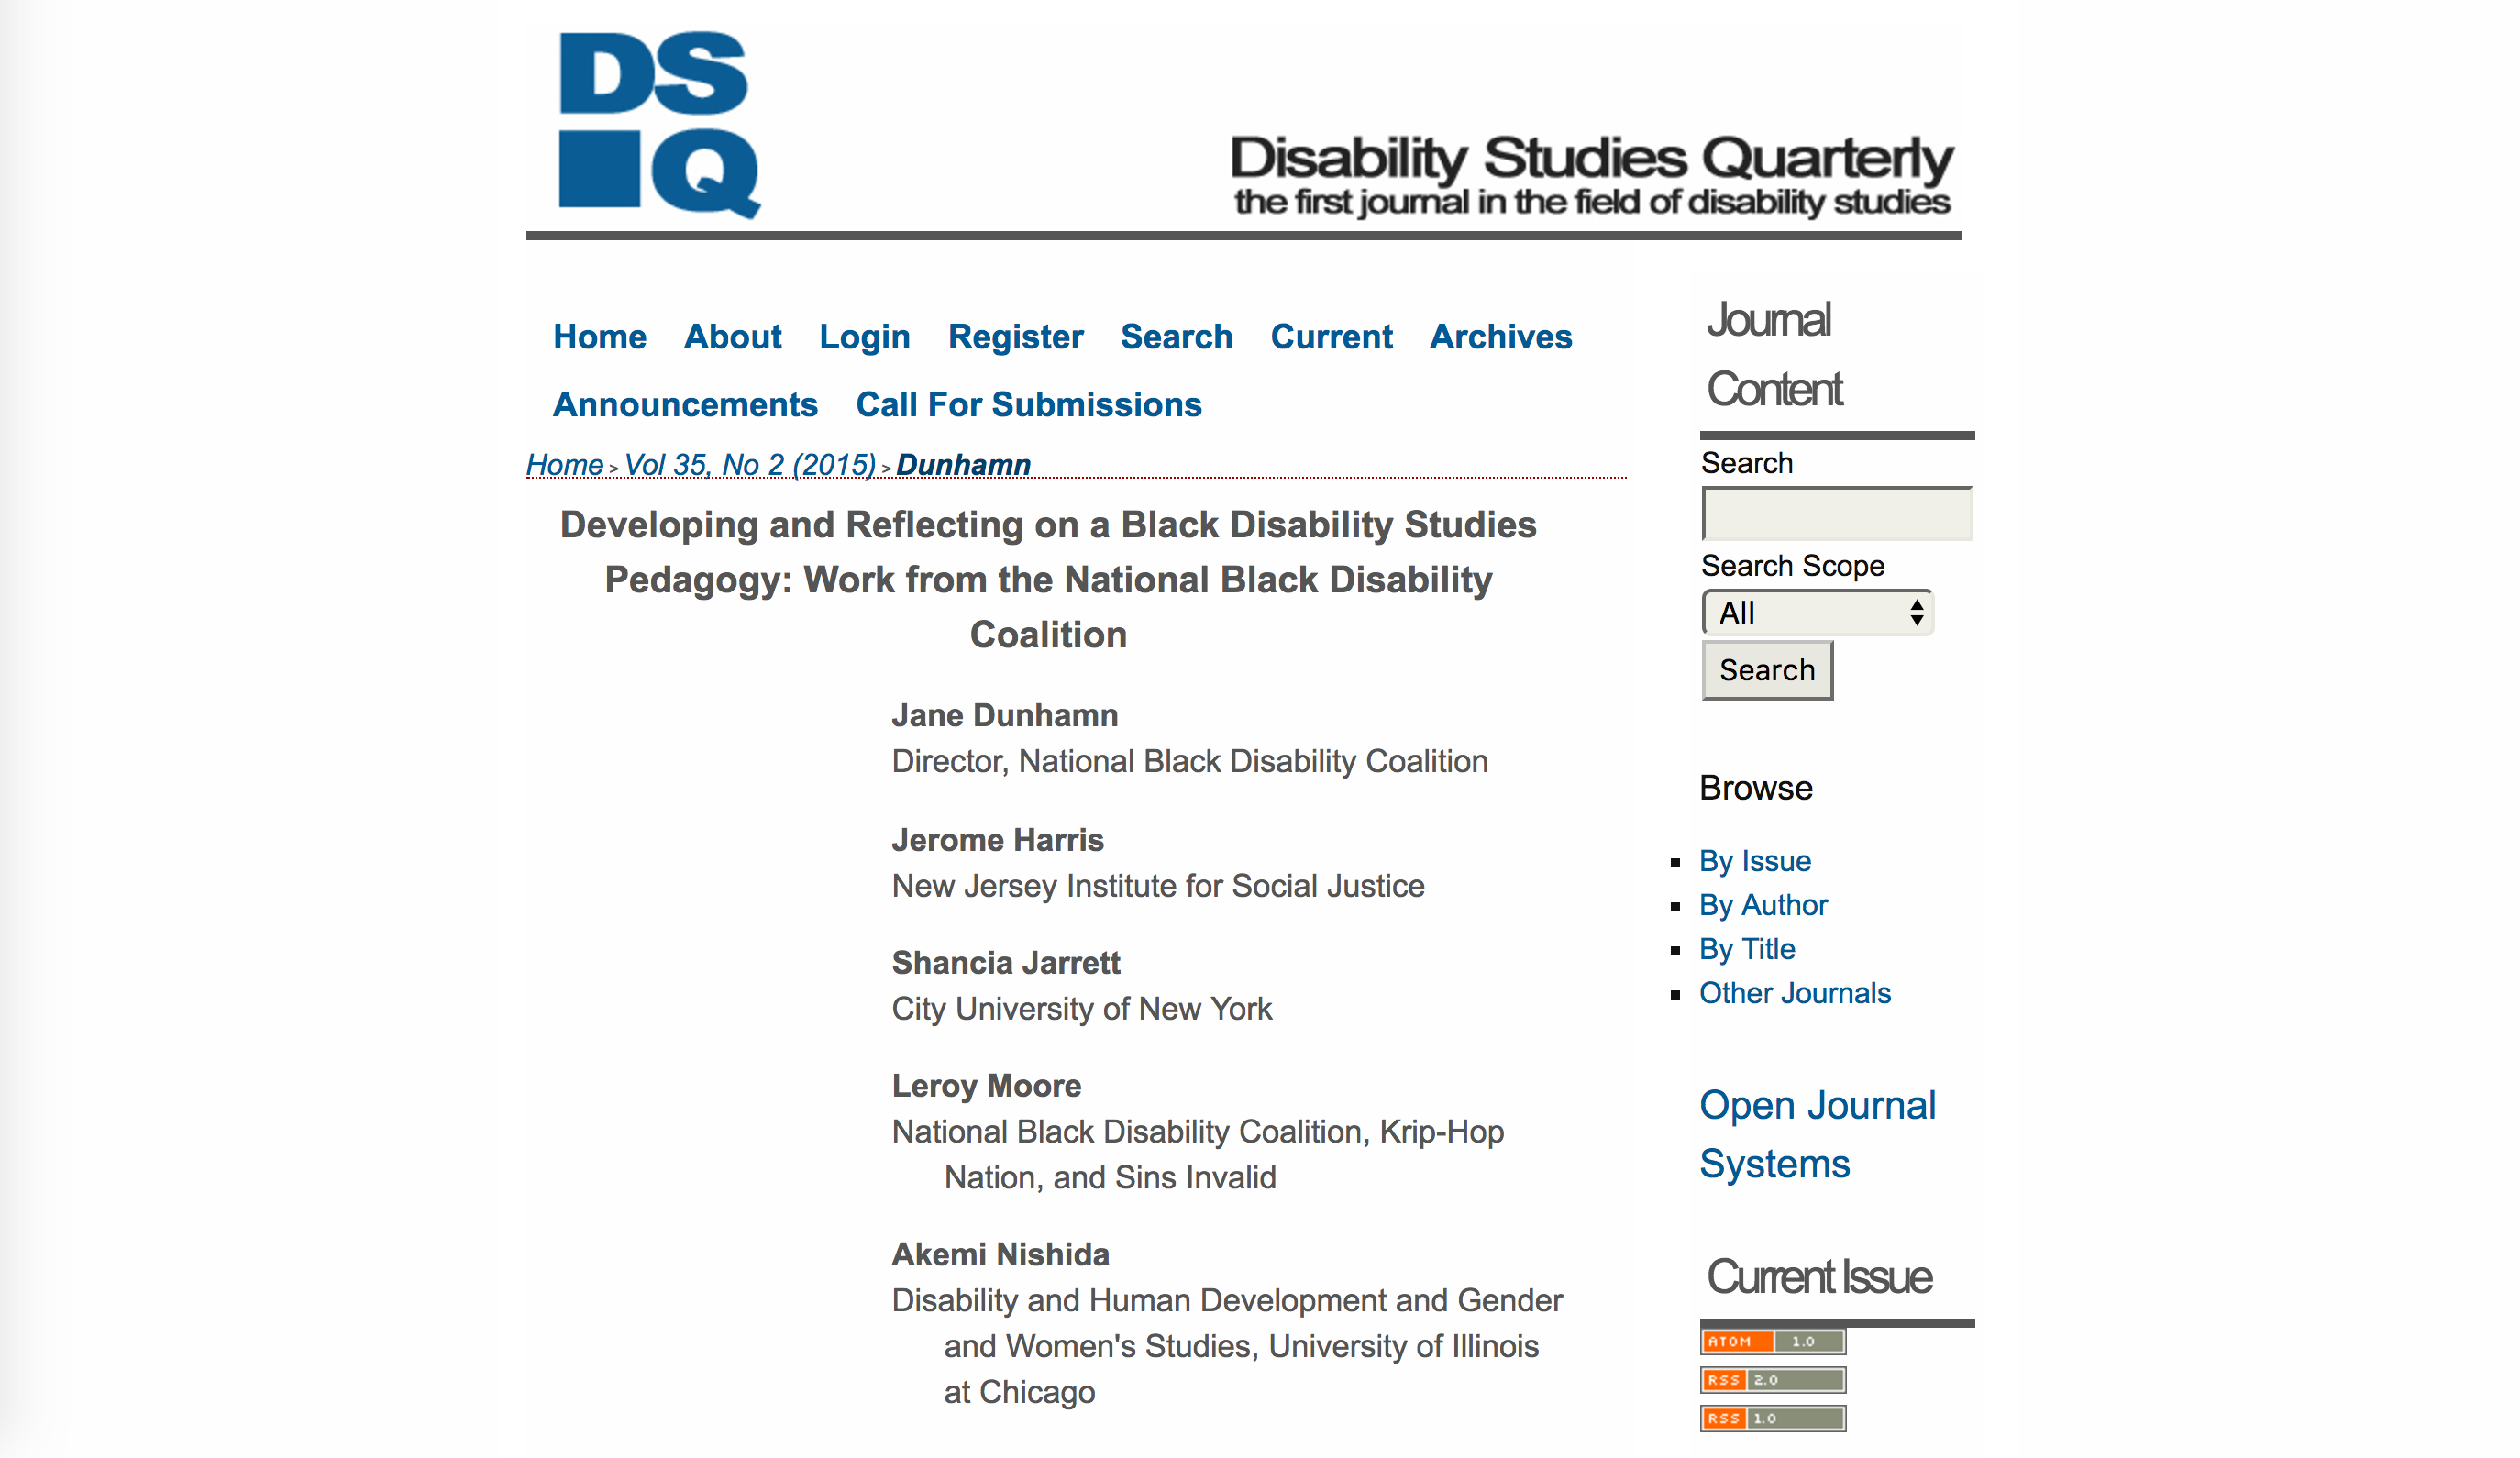 DS
Q
Disability Studies Quarterly
the first journal in the field of disability studies
Home About Login Register Search Current Archives
Announcements Call For Submissions
Home > Vol 35, No 2 (2015) > Dunhamn
Developing and Reflecting on a Black Disability Studies
Pedagogy: Work from the National Black Disability
Coalition
Jane Dunhamn
Director, National Black Disability Coalition
Jerome Harris
New Jersey Institute for Social Justice
Shancia Jarrett
City University of New York
Leroy Moore
National Black Disability Coalition, Krip-Hop
Nation, and Sins Invalid
Akemi Nishida
Disability and Human Development and Gender
and Women's Studies, University of Illinois
at Chicago
Journal
Content
Search
Search Scope
All
Search
Browse
By Issue
By Author
By Title
Other Journals
Open Journal
Systems
Current Issue
ATOM 1.0
RSS 2.0
RSS 1.0